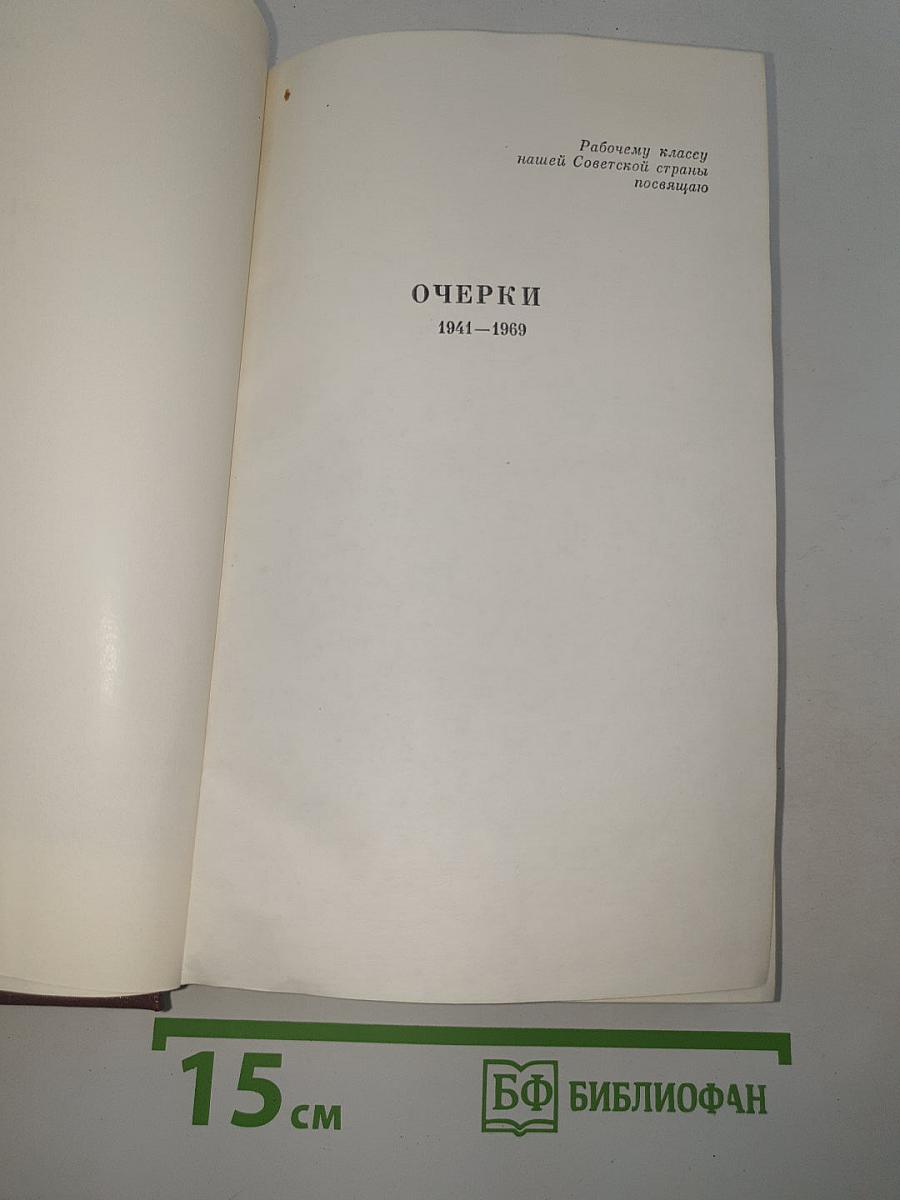 Рабочему классу
нашей Советской страны
посвящаю
ОЧЕРКИ
1941—1969
15 см
БФ БИБЛИОФАН